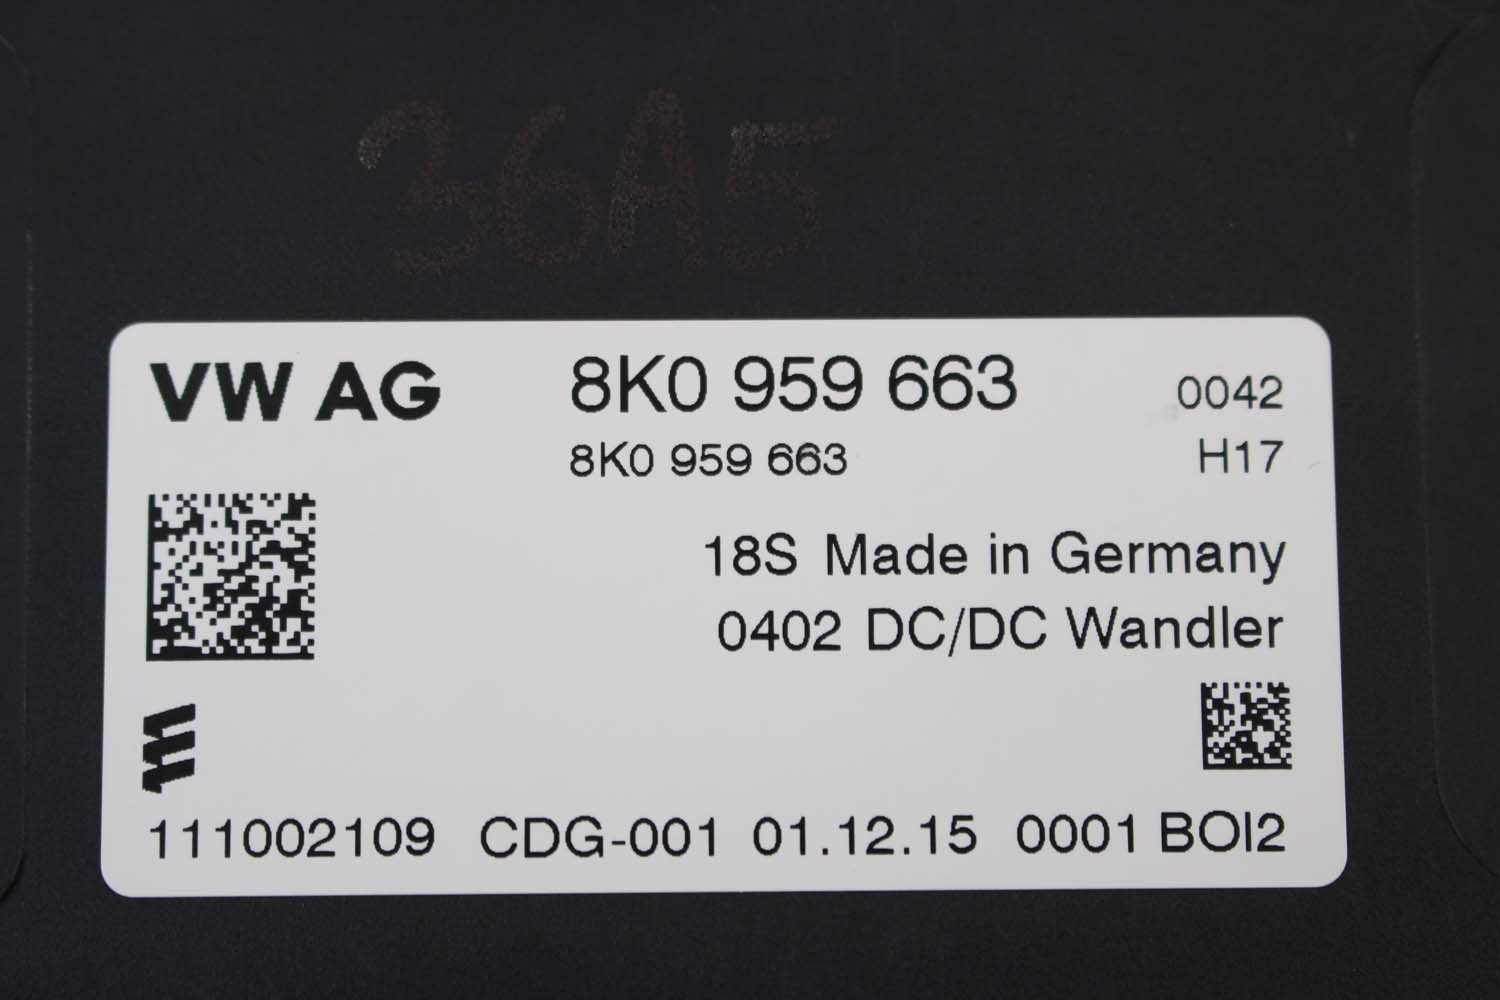 36A5
VW AG 8K0 959 663 0042
8K0 959 663 H17
18S Made in Germany
0402 DC/DC Wandler
111002109 CDG-001 01.12.15 0001 BOI2